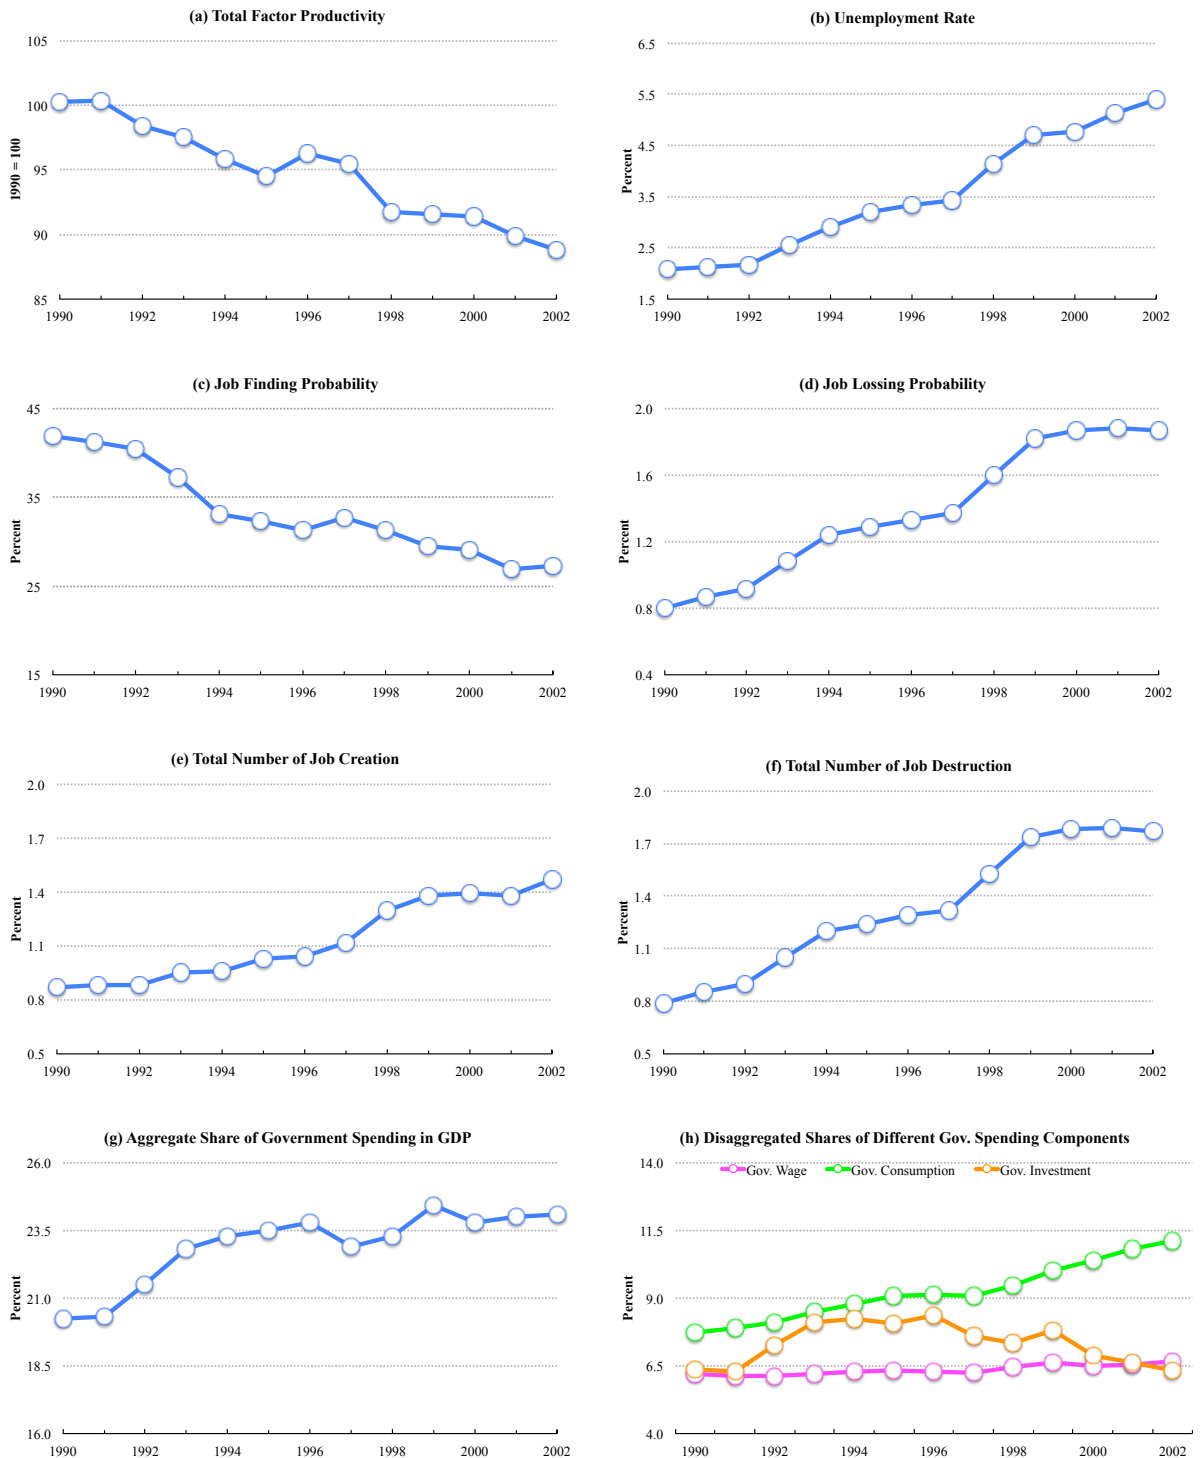 (a) Total Factor Productivity
105
100
95
90
85
1990 = 100
1990 1992 1994 1996 1998 2000 2002
(b) Unemployment Rate
6.5
5.5
4.5
3.5
2.5
1.5
Percent
1990 1992 1994 1996 1998 2000 2002
(c) Job Finding Probability
45
35
25
15
Percent
1990 1992 1994 1996 1998 2000 2002
(d) Job Lossing Probability
2.0
1.6
1.2
0.8
0.4
Percent
1990 1992 1994 1996 1998 2000 2002
(e) Total Number of Job Creation
2.0
1.7
1.4
1.1
0.8
0.5
Percent
1990 1992 1994 1996 1998 2000 2002
(f) Total Number of Job Destruction
2.0
1.7
1.4
1.1
0.8
0.5
Percent
1990 1992 1994 1996 1998 2000 2002
(g) Aggregate Share of Government Spending in GDP
26.0
23.5
21.0
18.5
16.0
Percent
1990 1992 1994 1996 1998 2000 2002
(h) Disaggregated Shares of Different Gov. Spending Components
Gov. Wage Gov. Consumption Gov. Investment
14.0
11.5
9.0
6.5
4.0
Percent
1990 1992 1994 1996 1998 2000 2002